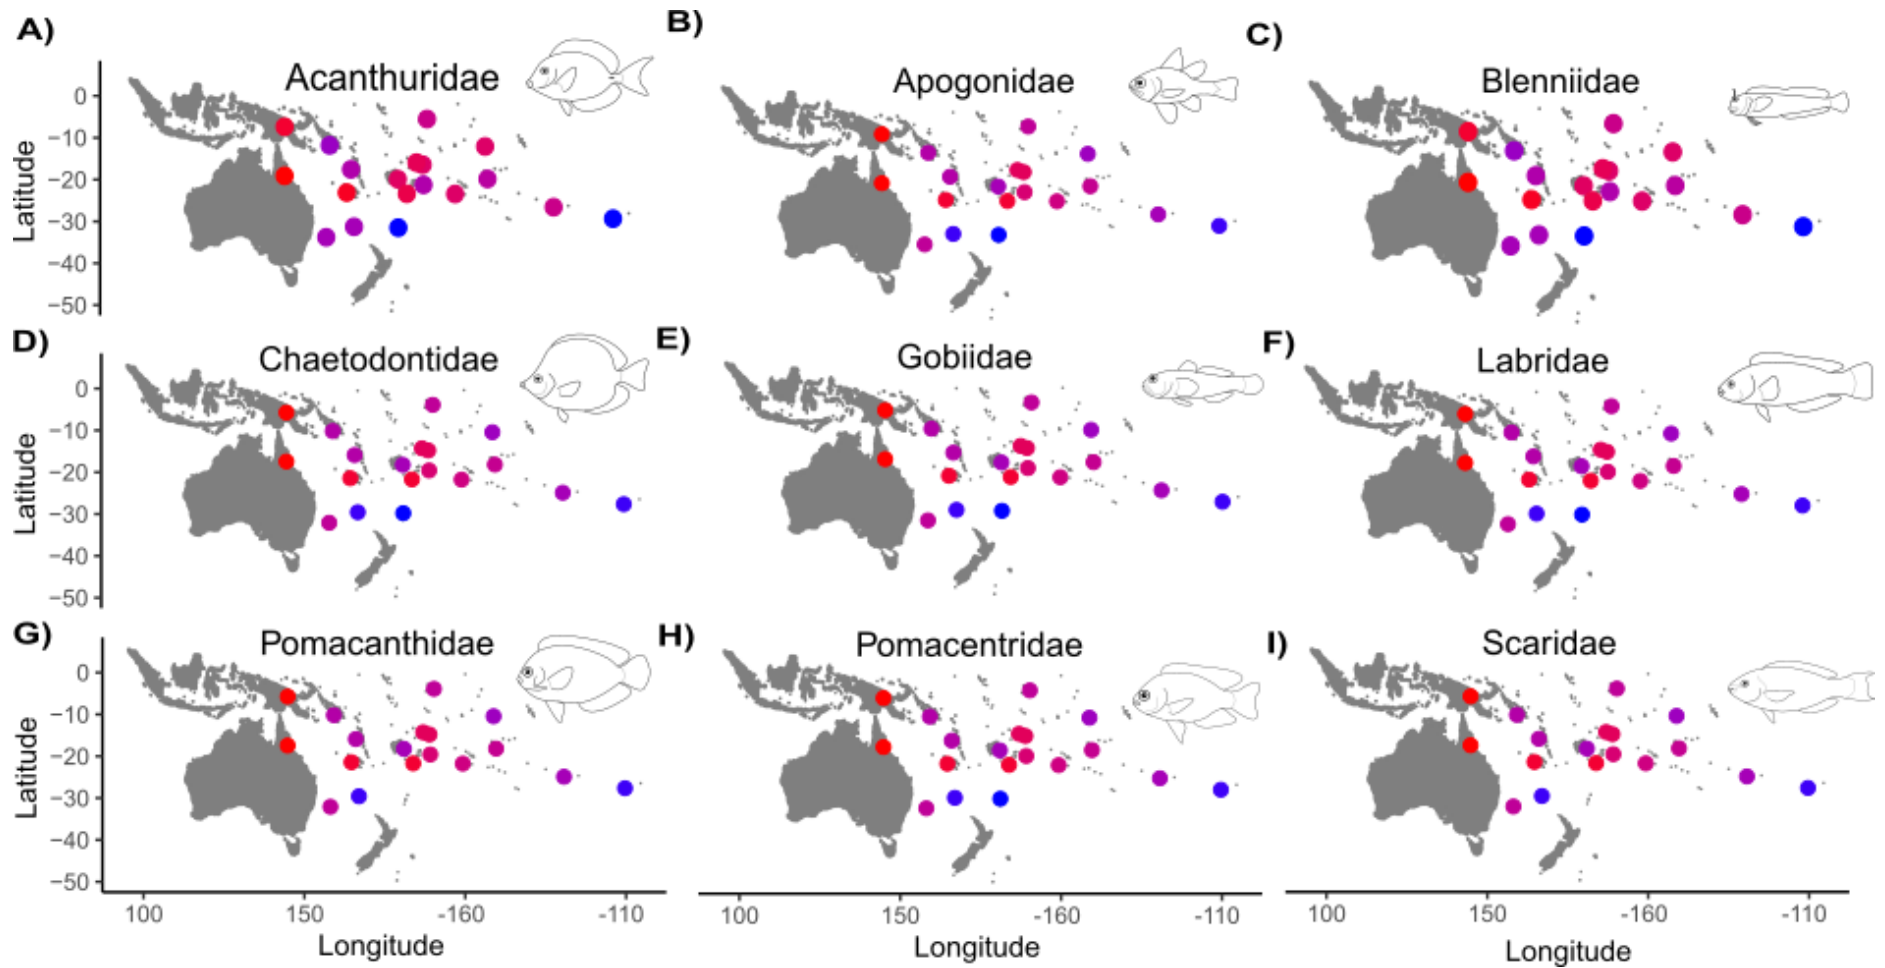 A)
B)
C)
Acanthuridae
Apogonidae
Blenniidae
0
−10
−20
−30
−40
−50
Latitude
D)
E)
F)
Chaetodontidae
Gobiidae
Labridae
0
−10
−20
−30
−40
−50
Latitude
G)
H)
I)
Pomacanthidae
Pomacentridae
Scaridae
0
−10
−20
−30
−40
−50
Latitude
100 150 -160 -110
100 150 -160 -110
100 150 -160 -110
Longitude
Longitude
Longitude